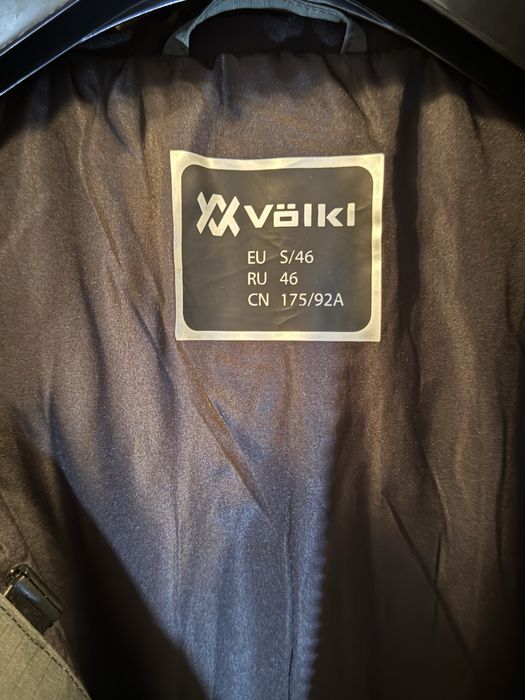 Völkl
EU S/46
RU 46
CN 175/92A